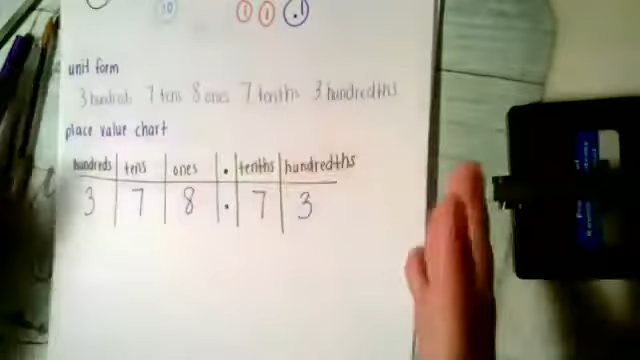 10 1 1 .1
unit form
3 hundreds 7 tens 8 ones 7 tenths 3 hundredths
place value chart
hundreds tens ones . tenths hundredths
3 7 8 . 7 3